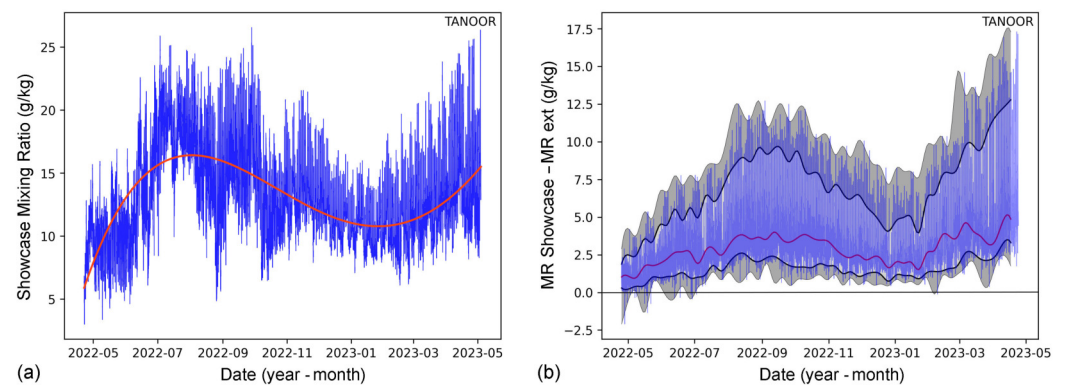 TANOOR
25
20
15
10
5
Showcase Mixing Ratio (g/kg)
2022-05 2022-07 2022-09 2022-11 2023-01 2023-03 2023-05
Date (year - month)
(a)
TANOOR
17.5
15.0
12.5
10.0
7.5
5.0
2.5
0.0
−2.5
MR Showcase – MR ext (g/kg)
2022-05 2022-07 2022-09 2022-11 2023-01 2023-03 2023-05
Date (year - month)
(b)